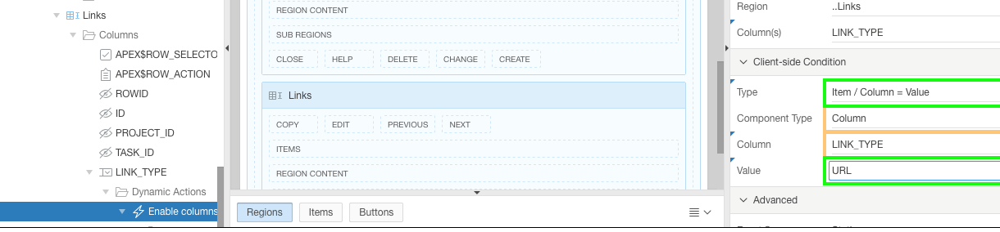 Links
Columns
APEX$ROW_SELECTO
APEX$ROW_ACTION
ROWID
ID
PROJECT_ID
TASK_ID
LINK_TYPE
Dynamic Actions
Enable columns
REGION CONTENT
SUB REGIONS
CLOSE HELP DELETE CHANGE CREATE
Links
COPY EDIT PREVIOUS NEXT
ITEMS
REGION CONTENT
Regions Items Buttons
Region ..Links
Column(s) LINK_TYPE
Client-side Condition
Type Item / Column = Value
Component Type Column
Column LINK_TYPE
Value URL
Advanced